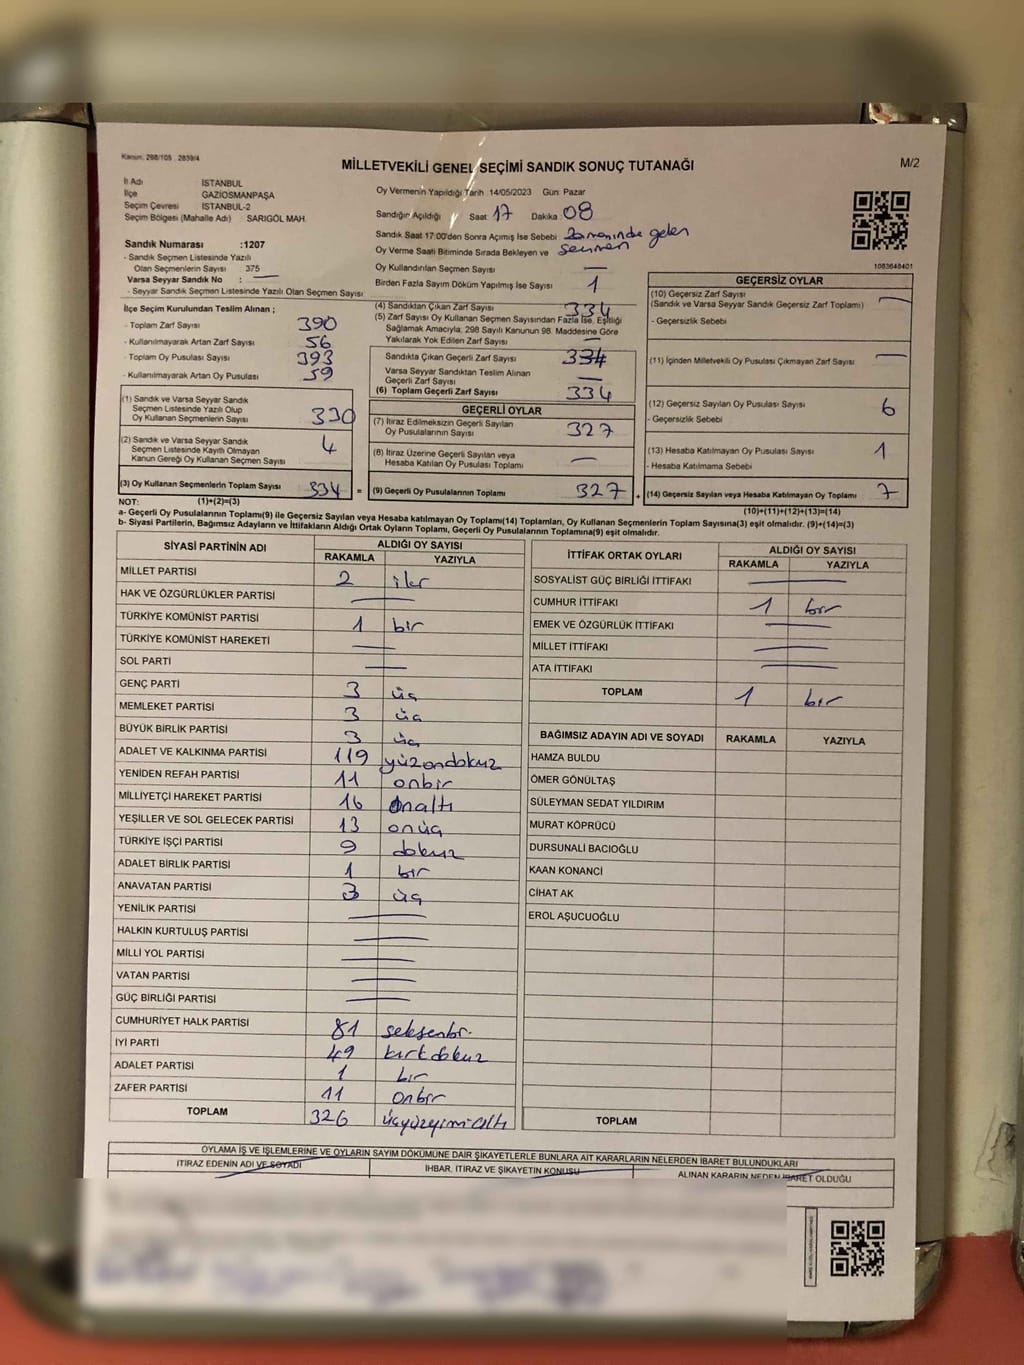 Kanun: 298/105 , 2839/4
MİLLETVEKİLİ GENEL SEÇİMİ SANDIK SONUÇ TUTANAĞI
M/2
İl Adı İSTANBUL
İlçe GAZİOSMANPAŞA
Seçim Çevresi İSTANBUL-2
Seçim Bölgesi (Mahalle Adı) SARIGÖL MAH.
Sandık Numarası :1207
- Sandık Seçmen Listesinde Yazılı
Olan Seçmenlerin Sayısı 375
Varsa Seyyar Sandık No : —
- Seyyar Sandık Seçmen Listesinde Yazılı Olan Seçmen Sayısı
İlçe Seçim Kurulundan Teslim Alınan ;
- Toplam Zarf Sayısı 390
- Kullanılmayarak Artan Zarf Sayısı 56
- Toplam Oy Pusulası Sayısı 393
- Kullanılmayarak Artan Oy Pusulası 59
(1) Sandık ve Varsa Seyyar Sandık
Seçmen Listesinde Yazılı Olup
Oy Kullanan Seçmenlerin Sayısı 330
(2) Sandık ve Varsa Seyyar Sandık
Seçmen Listesinde Kayıtlı Olmayan
Kanun Gereği Oy Kullanan Seçmen Sayısı 4
(3) Oy Kullanan Seçmenlerin Toplam Sayısı 334 =
Oy Vermenin Yapıldığı Tarih 14/05/2023 Gün Pazar
Sandığın Açıldığı Saat 17 Dakika 08
Sandık Saat 17:00'den Sonra Açımış İse Sebebi Zamanında gelen
Oy Verme Saati Bitiminde Sırada Bekleyen ve seçmen
Oy Kullandırılan Seçmen Sayısı —
Birden Fazla Sayım Döküm Yapılmış İse Sayısı 1
(4) Sandıktan Çıkan Zarf Sayısı 334
(5) Zarf Sayısı Oy Kullanan Seçmen Sayısından Fazla İse, Eşitliği
Sağlamak Amacıyla; 298 Sayılı Kanunun 98. Maddesine Göre
Yakılarak Yok Edilen Zarf Sayısı —
Sandıkta Çıkan Geçerli Zarf Sayısı 334
Varsa Seyyar Sandıktan Teslim Alınan
Geçerli Zarf Sayısı —
(6) Toplam Geçerli Zarf Sayısı 334
GEÇERLİ OYLAR
(7) İtiraz Edilmeksizin Geçerli Sayılan
Oy Pusulalarının Sayısı 327
(8) İtiraz Üzerine Geçerli Sayılan veya
Hesaba Katılan Oy Pusulası Toplamı —
(9) Geçerli Oy Pusulalarının Toplamı 327 +
1083648401
GEÇERSİZ OYLAR
(10) Geçersiz Zarf Sayısı —
(Sandık ve Varsa Seyyar Sandık Geçersiz Zarf Toplamı)
- Geçersizlik Sebebi
(11) İçinden Milletvekili Oy Pusulası Çıkmayan Zarf Sayısı —
(12) Geçersiz Sayılan Oy Pusulası Sayısı 6
- Geçersizlik Sebebi
(13) Hesaba Katılmayan Oy Pusulası Sayısı 1
- Hesaba Katılmama Sebebi
(14) Geçersiz Sayılan veya Hesaba Katılmayan Oy Toplamı 7
NOT: (1)+(2)=(3) (10)+(11)+(12)+(13)=(14)
a- Geçerli Oy Pusulaları Toplamı(9) ile Geçersiz Sayılan veya Hesaba katılmayan Oy Toplamı(14) Toplamları, Oy Kullanan Seçmenlerin Toplam Sayısına(3) eşit olmalıdır. (9)+(14)=(3)
b- Siyasi Partilerin, Bağımsız Adayların ve İttifakların Aldığı Ortak Oyların Toplamı, Geçerli Oy Pusulalarının Toplamına(9) eşit olmalıdır.
SİYASİ PARTİNİN ADI ALDIĞI OY SAYISI
RAKAMLA YAZIYLA
MİLLET PARTİSİ 2 iki
HAK VE ÖZGÜRLÜKLER PARTİSİ —
TÜRKİYE KOMÜNİST PARTİSİ 1 bir
TÜRKİYE KOMÜNİST HAREKETİ —
SOL PARTİ —
GENÇ PARTİ 3 üç
MEMLEKET PARTİSİ 3 üç
BÜYÜK BİRLİK PARTİSİ 3 üç
ADALET VE KALKINMA PARTİSİ 119 yüzondokuz
YENİDEN REFAH PARTİSİ 11 onbir
MİLLİYETÇİ HAREKET PARTİSİ 16 onaltı
YEŞİLLER VE SOL GELECEK PARTİSİ 13 onüç
TÜRKİYE İŞÇİ PARTİSİ 9 dokuz
ADALET BİRLİK PARTİSİ 1 bir
ANAVATAN PARTİSİ 3 üç
YENİLİK PARTİSİ —
HALKIN KURTULUŞ PARTİSİ —
MİLLİ YOL PARTİSİ —
VATAN PARTİSİ —
GÜÇ BİRLİĞİ PARTİSİ —
CUMHURİYET HALK PARTİSİ 81 seksenbir
İYİ PARTİ 49 kırkdokuz
ADALET PARTİSİ 1 bir
ZAFER PARTİSİ 11 onbir
TOPLAM 326 üçyüzyirmialtı
İTTİFAK ORTAK OYLARI ALDIĞI OY SAYISI
RAKAMLA YAZIYLA
SOSYALİST GÜÇ BİRLİĞİ İTTİFAKI —
CUMHUR İTTİFAKI 1 bir
EMEK VE ÖZGÜRLÜK İTTİFAKI —
MİLLET İTTİFAKI —
ATA İTTİFAKI —
TOPLAM 1 bir
BAĞIMSIZ ADAYIN ADI VE SOYADI RAKAMLA YAZIYLA
HAMZA BULDU
ÖMER GÖNÜLTAŞ
SÜLEYMAN SEDAT YILDIRIM
MURAT KÖPRÜCÜ
DURSUNALİ BACIOĞLU
KAAN KONANCİ
CİHAT AK
EROL AŞUCUOĞLU
TOPLAM
OYLAMA İŞ VE İŞLEMLERİNE VE OYLARIN SAYIM DÖKÜMÜNE DAİR ŞİKAYETLERLE BUNLARA AİT KARARLARIN NELERDEN İBARET BULUNDUKLARI
İTİRAZ EDENİN ADI VE SOYADI İHBAR, İTİRAZ VE ŞİKAYETİN KONUSU ALINAN KARARIN NEDEN İBARET OLDUĞU